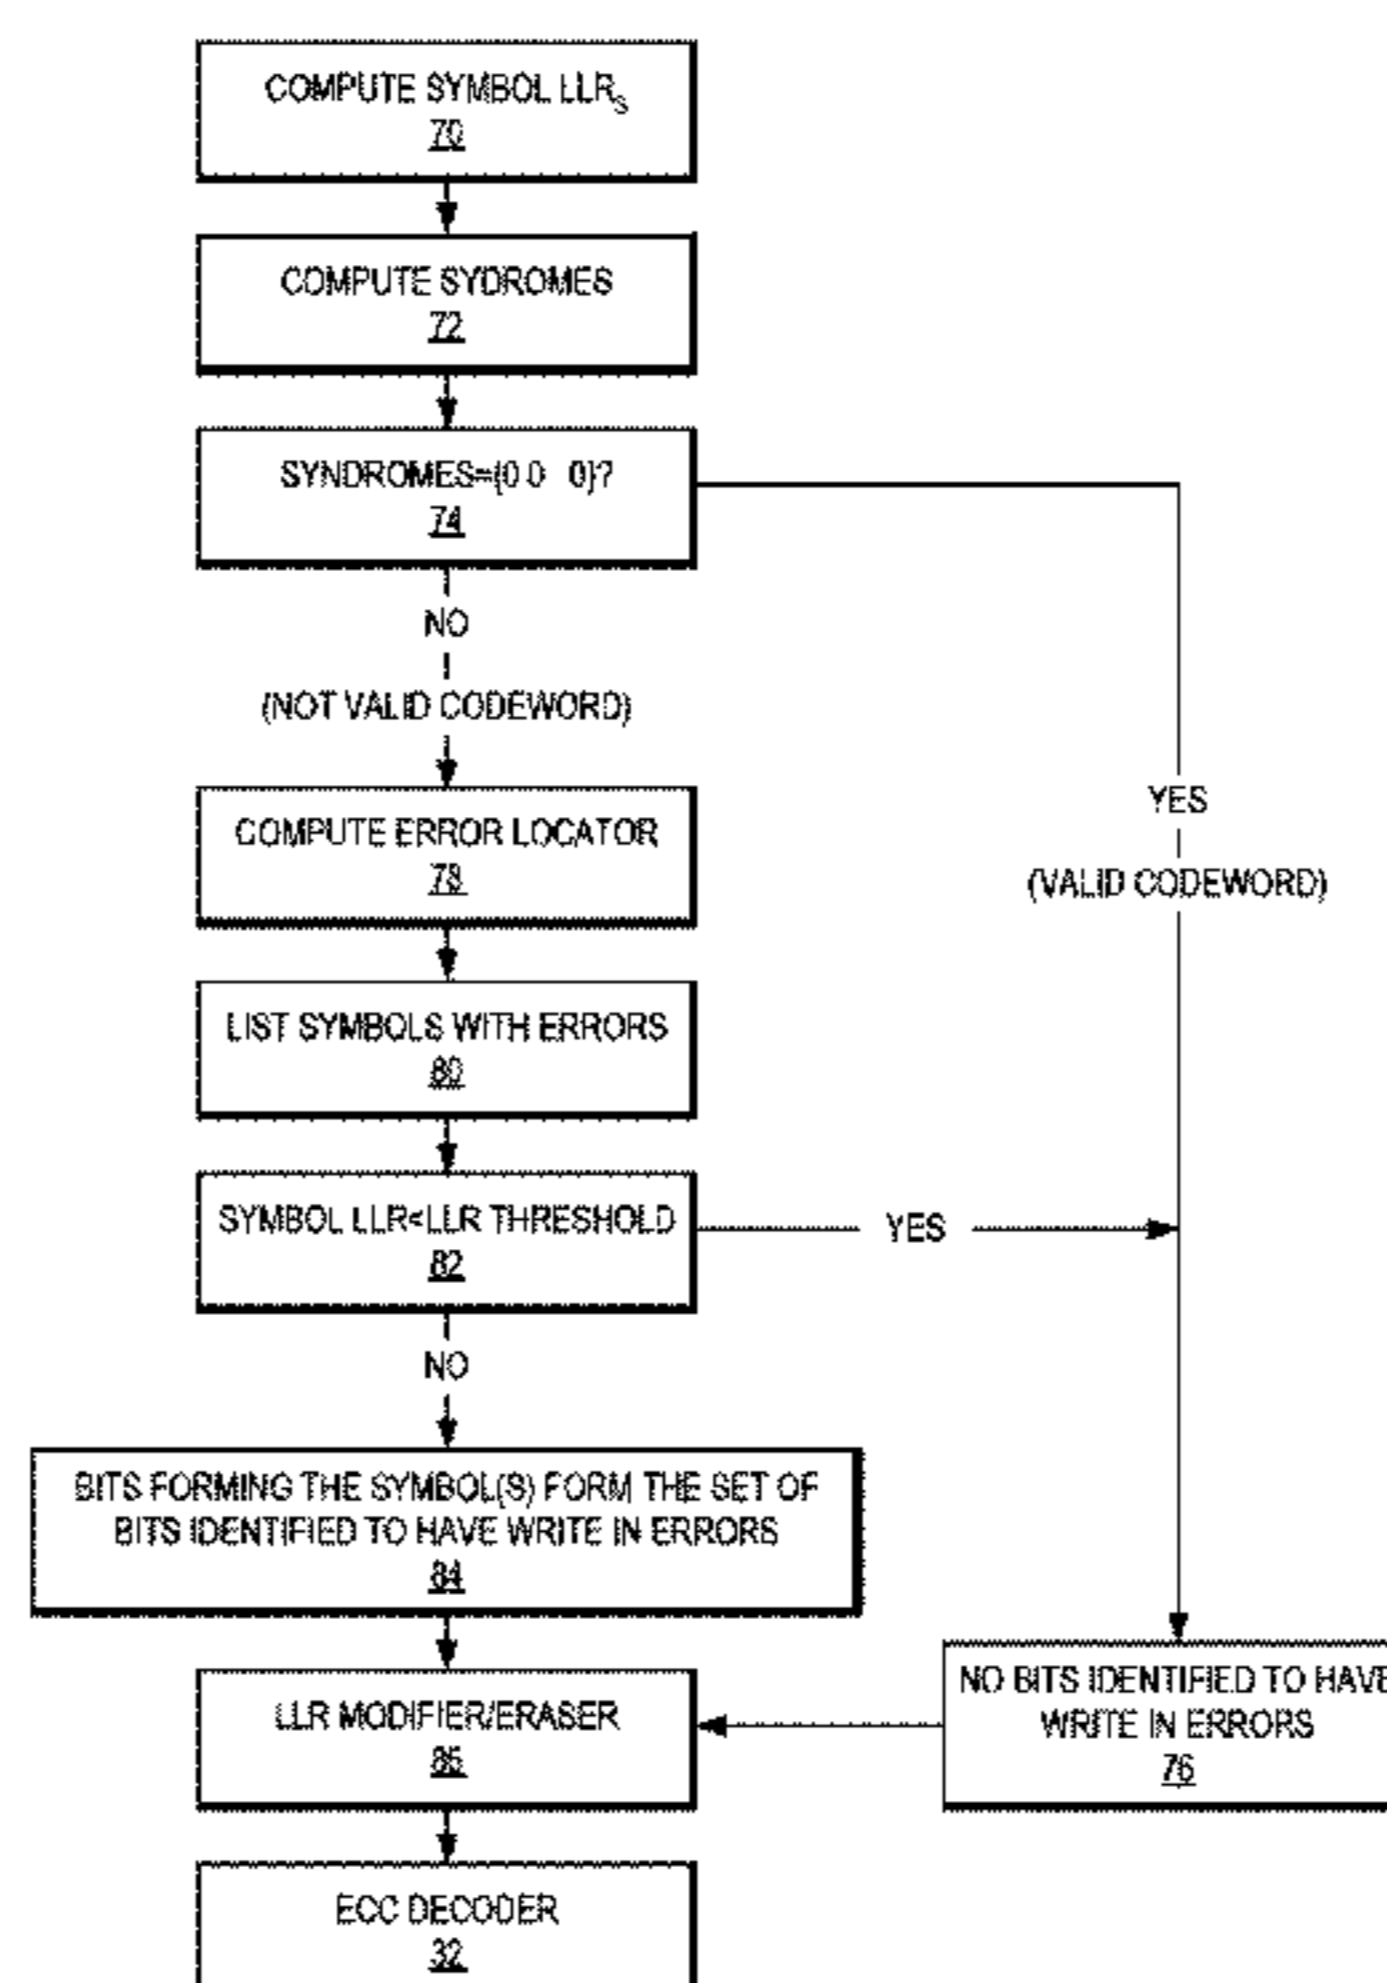 COMPUTE SYMBOL LLRS
70
COMPUTE SYDROMES
72
SYNDROMES={0 0 0}?
74
NO
(NOT VALID CODEWORD)
YES
(VALID CODEWORD)
COMPUTE ERROR LOCATOR
78
LIST SYMBOLS WITH ERRORS
80
SYMBOL LLR<LLR THRESHOLD
82
YES
NO
BITS FORMING THE SYMBOL(S) FORM THE SET OF
BITS IDENTIFIED TO HAVE WRITE IN ERRORS
84
NO BITS IDENTIFIED TO HAVE
WRITE IN ERRORS
76
LLR MODIFIER/ERASER
85
ECC DECODER
32